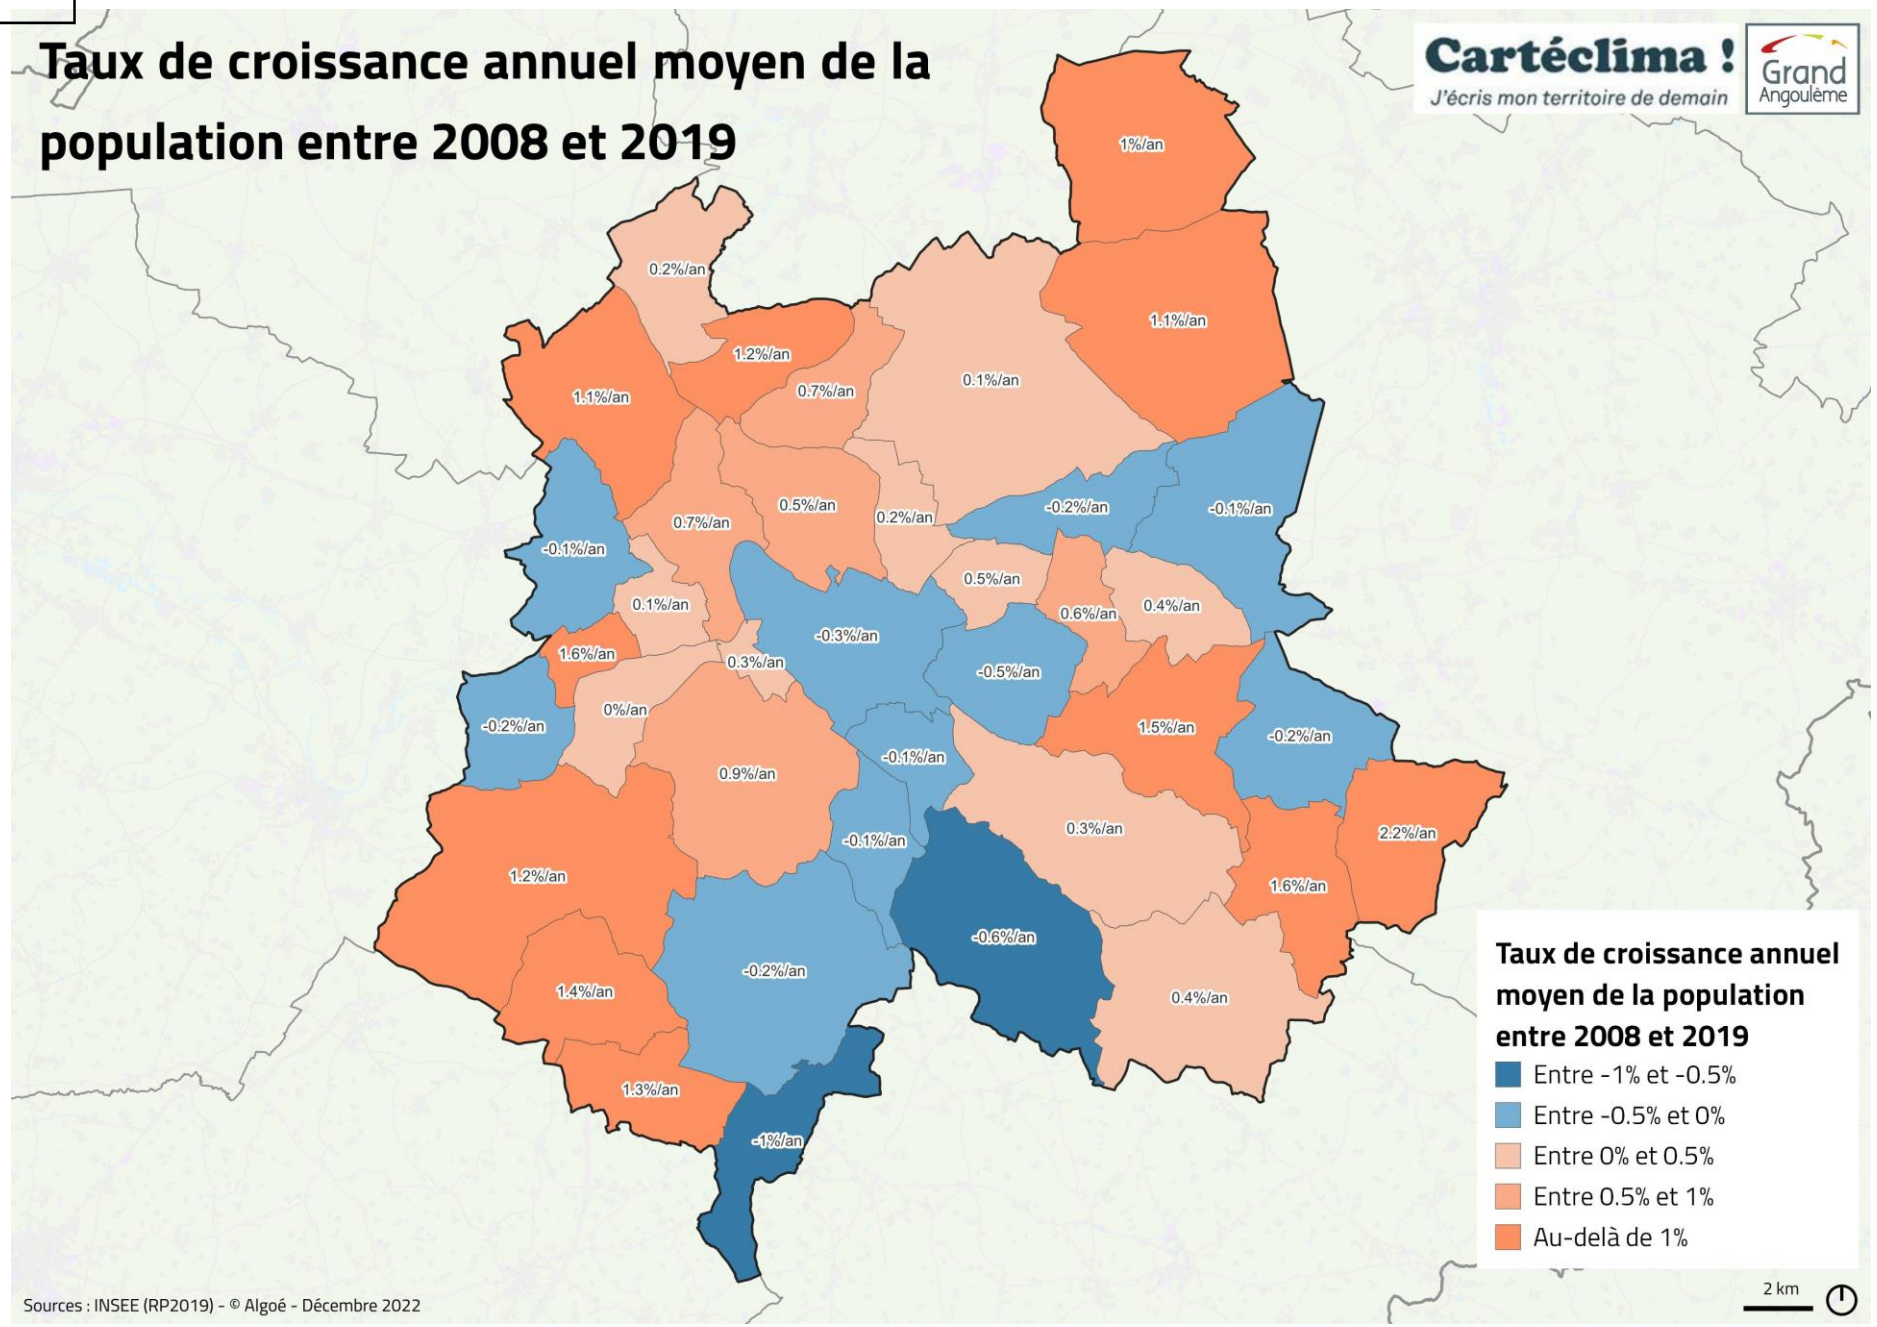 Taux de croissance annuel moyen de la
population entre 2008 et 2019
Cartéclima !
J'écris mon territoire de demain
Grand
Angoulême
1%/an
0.2%/an
1.1%/an
1.2%/an
0.1%/an
0.7%/an
1.1%/an
0.5%/an
-0.2%/an
-0.1%/an
0.2%/an
0.7%/an
-0.1%/an
0.5%/an
0.1%/an
0.4%/an
0.6%/an
-0.3%/an
1.6%/an
0.3%/an
-0.5%/an
0%/an
-0.2%/an
1.5%/an
-0.2%/an
-0.1%/an
0.9%/an
0.3%/an
2.2%/an
-0.1%/an
1.2%/an
1.6%/an
-0.6%/an
-0.2%/an
1.4%/an
0.4%/an
1.3%/an
-1%/an
Taux de croissance annuel
moyen de la population
entre 2008 et 2019
Entre -1% et -0.5%
Entre -0.5% et 0%
Entre 0% et 0.5%
Entre 0.5% et 1%
Au-delà de 1%
2 km
Sources : INSEE (RP2019) - © Algoé - Décembre 2022